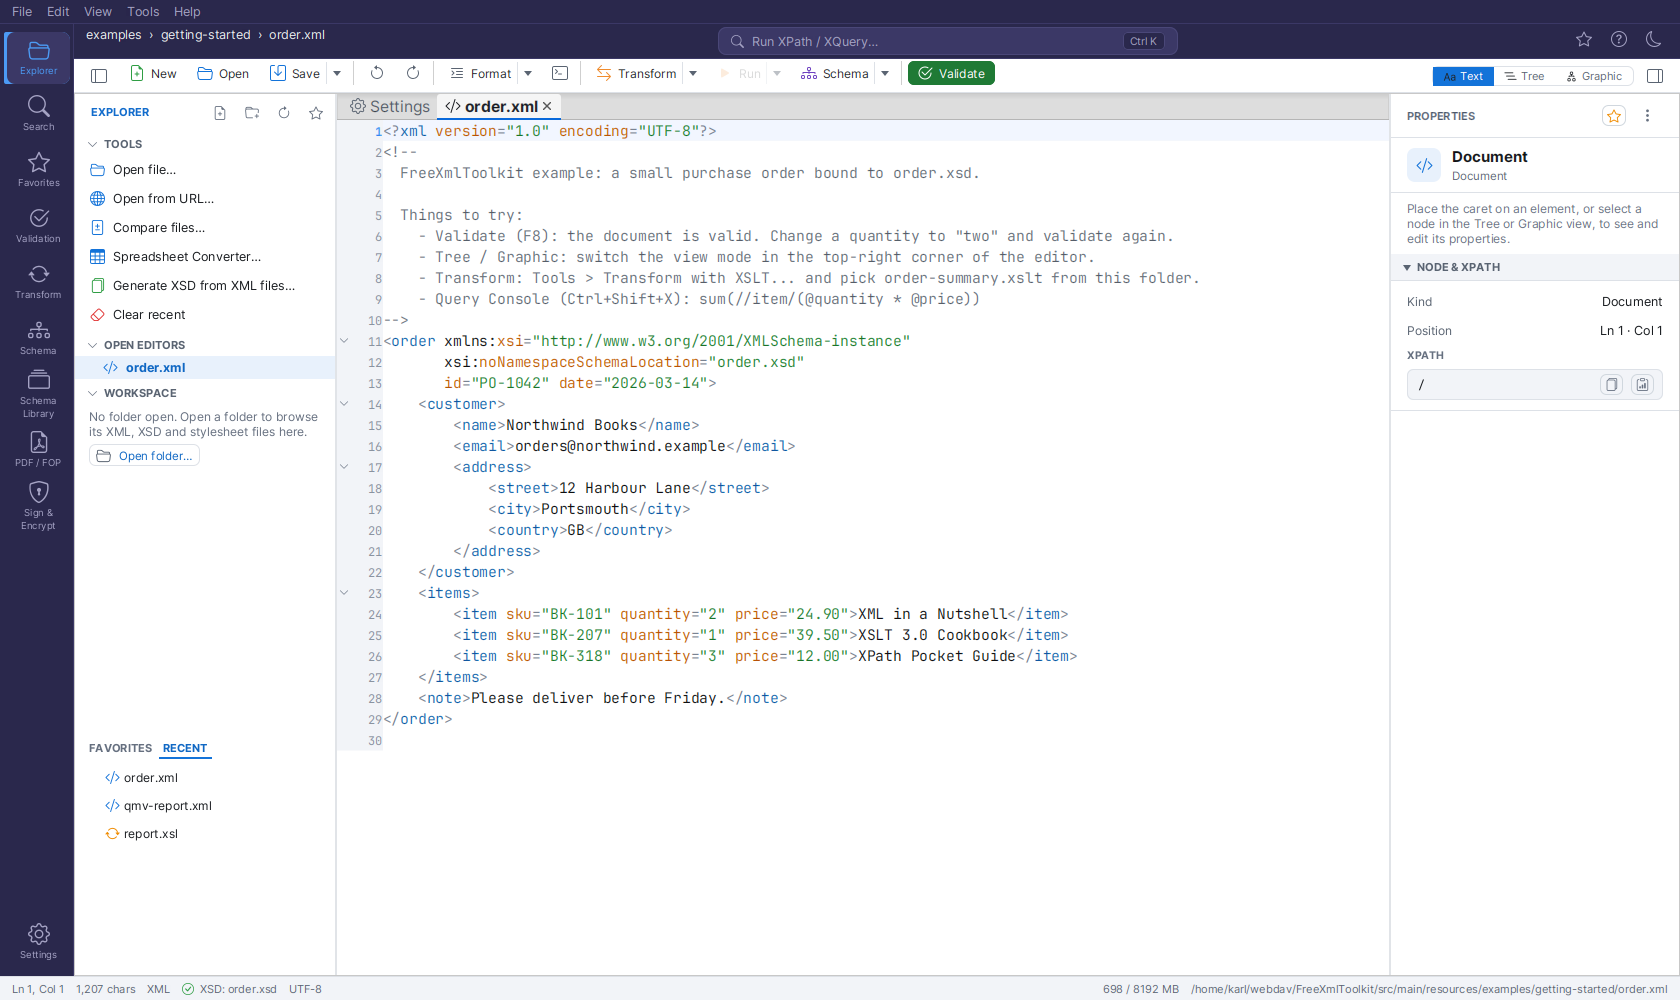 File Edit View Tools Help
examples › getting-started › order.xml
Run XPath / XQuery... Ctrl K
New Open Save Format Transform Run Schema Validate
Aa Text Tree Graphic
Explorer
Search
Favorites
Validation
Transform
Schema
Schema
Library
PDF / FOP
Sign &
Encrypt
Settings
EXPLORER
TOOLS
Open file...
Open from URL...
Compare files...
Spreadsheet Converter...
Generate XSD from XML files...
Clear recent
OPEN EDITORS
order.xml
WORKSPACE
No folder open. Open a folder to browse
its XML, XSD and stylesheet files here.
Open folder...
FAVORITES RECENT
order.xml
qmv-report.xml
report.xsl
Settings order.xml
1 <?xml version="1.0" encoding="UTF-8"?>
2 <!--
3 FreeXmlToolkit example: a small purchase order bound to order.xsd.
4
5 Things to try:
6 - Validate (F8): the document is valid. Change a quantity to "two" and validate again.
7 - Tree / Graphic: switch the view mode in the top-right corner of the editor.
8 - Transform: Tools > Transform with XSLT... and pick order-summary.xslt from this folder.
9 - Query Console (Ctrl+Shift+X): sum(//item/(@quantity * @price))
10 -->
11 <order xmlns:xsi="http://www.w3.org/2001/XMLSchema-instance"
12 xsi:noNamespaceSchemaLocation="order.xsd"
13 id="PO-1042" date="2026-03-14">
14 <customer>
15 <name>Northwind Books</name>
16 <email>orders@northwind.example</email>
17 <address>
18 <street>12 Harbour Lane</street>
19 <city>Portsmouth</city>
20 <country>GB</country>
21 </address>
22 </customer>
23 <items>
24 <item sku="BK-101" quantity="2" price="24.90">XML in a Nutshell</item>
25 <item sku="BK-207" quantity="1" price="39.50">XSLT 3.0 Cookbook</item>
26 <item sku="BK-318" quantity="3" price="12.00">XPath Pocket Guide</item>
27 </items>
28 <note>Please deliver before Friday.</note>
29 </order>
30
PROPERTIES
Document
Document
Place the caret on an element, or select a
node in the Tree or Graphic view, to see and
edit its properties.
NODE & XPATH
Kind Document
Position Ln 1 · Col 1
XPATH
/
Ln 1, Col 1 1,207 chars XML XSD: order.xsd UTF-8
698 / 8192 MB /home/karl/webdav/FreeXmlToolkit/src/main/resources/examples/getting-started/order.xml